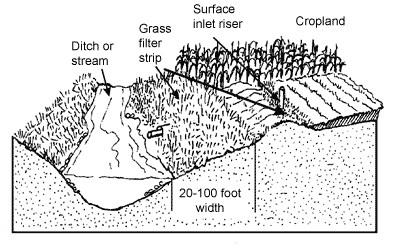 Surface
inlet riser
Cropland
Grass
filter
strip
Ditch or
stream
20-100 foot
width